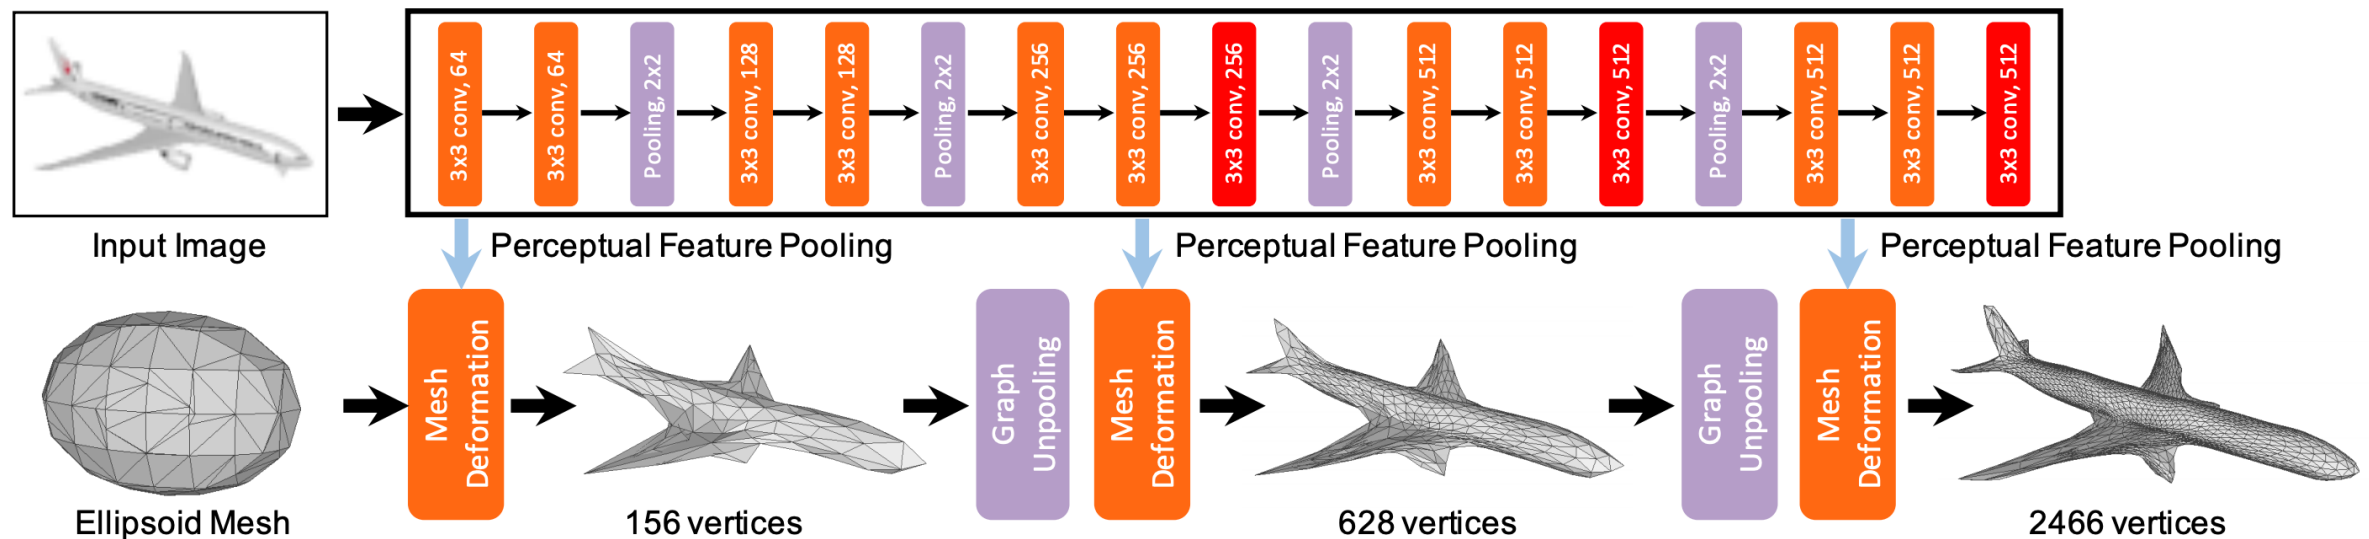 3x3 conv, 64
3x3 conv, 64
Pooling, 2x2
3x3 conv, 128
3x3 conv, 128
Pooling, 2x2
3x3 conv, 256
3x3 conv, 256
3x3 conv, 256
Pooling, 2x2
3x3 conv, 512
3x3 conv, 512
3x3 conv, 512
Pooling, 2x2
3x3 conv, 512
3x3 conv, 512
3x3 conv, 512
Input Image
Perceptual Feature Pooling
Perceptual Feature Pooling
Perceptual Feature Pooling
Mesh
Deformation
Graph
Unpooling
Mesh
Deformation
Graph
Unpooling
Mesh
Deformation
Ellipsoid Mesh
156 vertices
628 vertices
2466 vertices